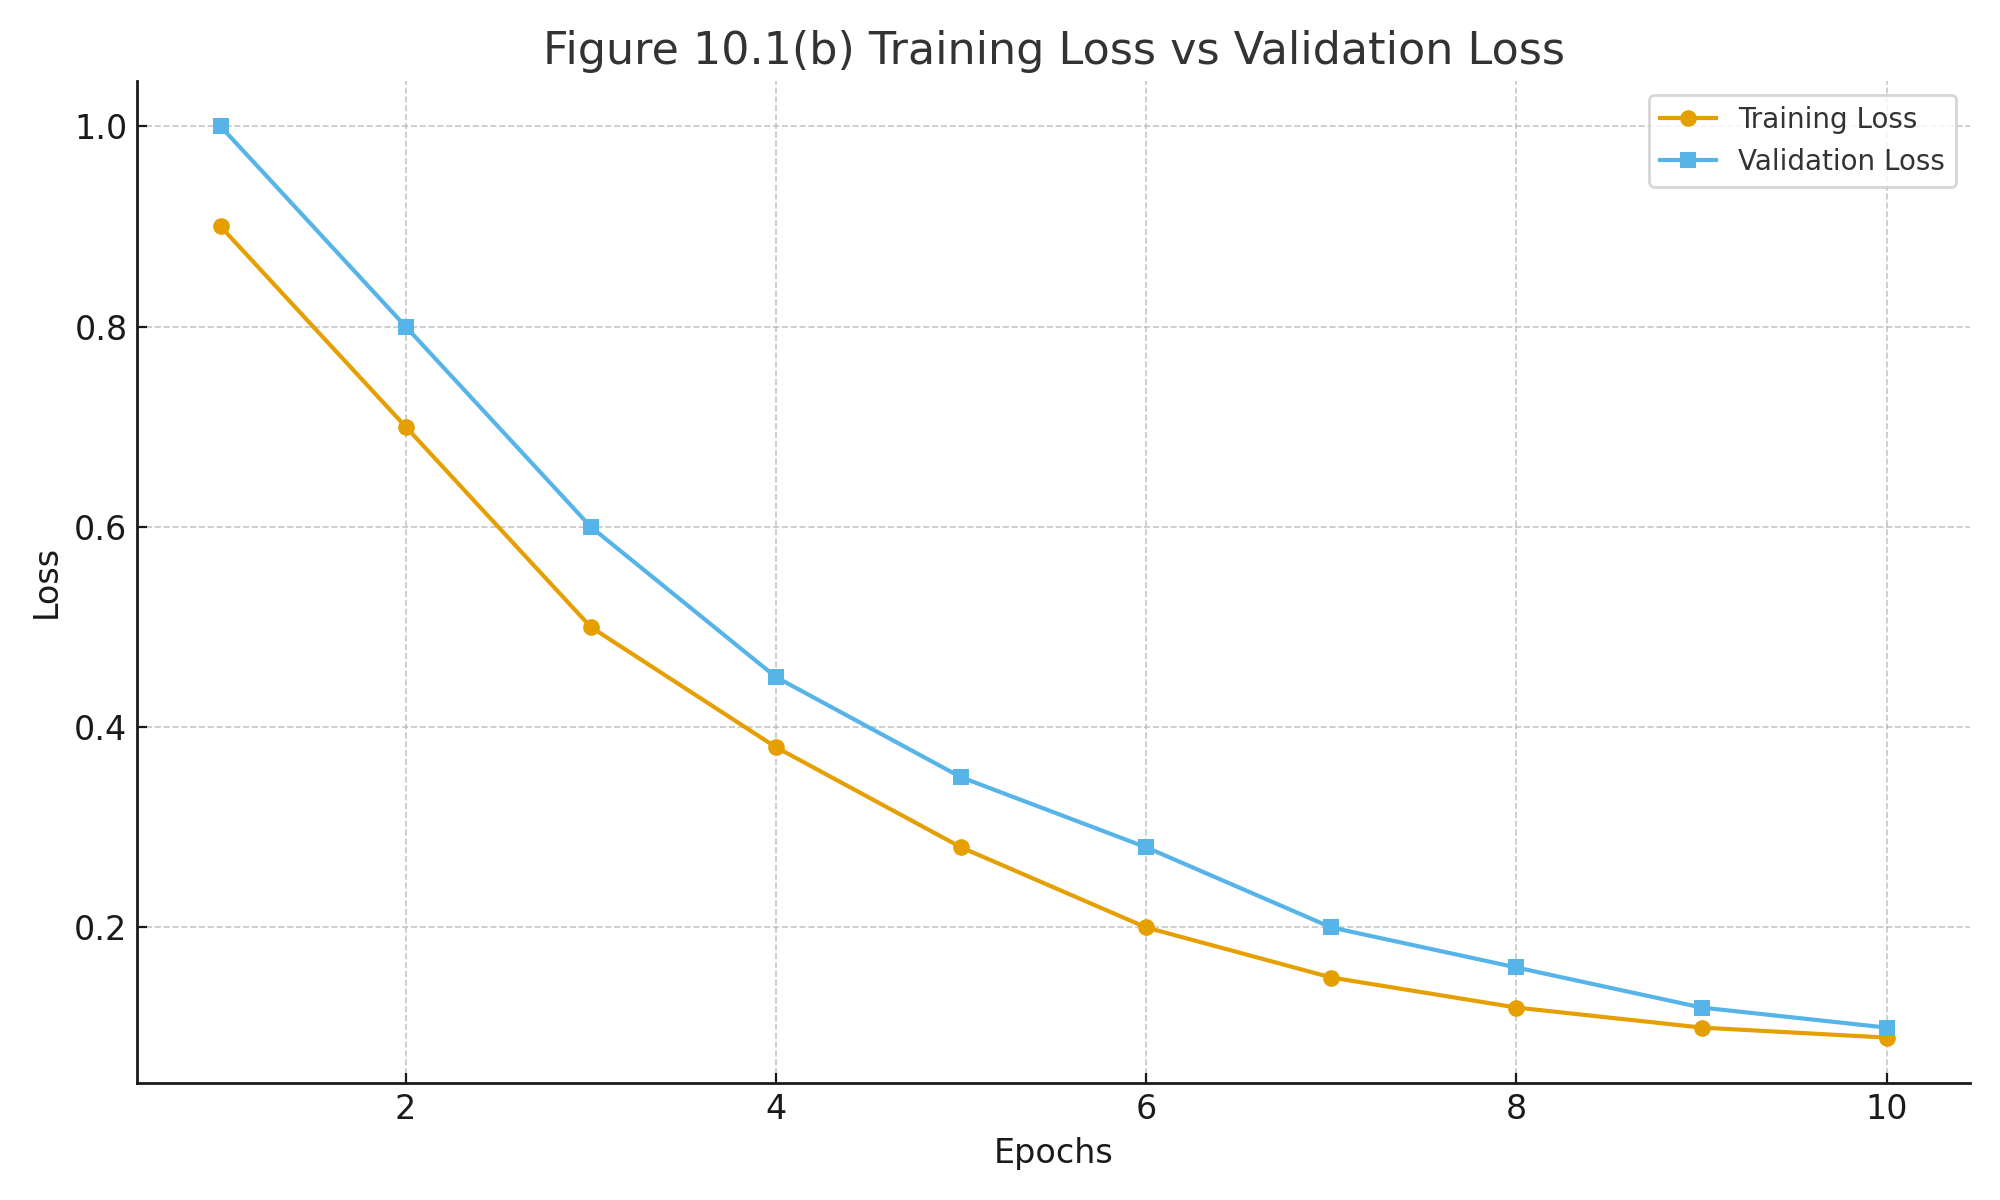 Figure 10.1(b) Training Loss vs Validation Loss
Training Loss
Validation Loss
1.0
0.8
0.6
0.4
0.2
Loss
2 4 6 8 10
Epochs